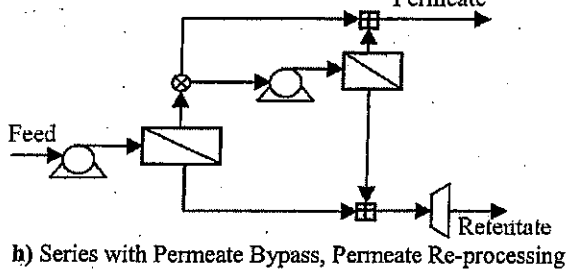 Permeate
Feed
Retentate
h) Series with Permeate Bypass, Permeate Re-processing